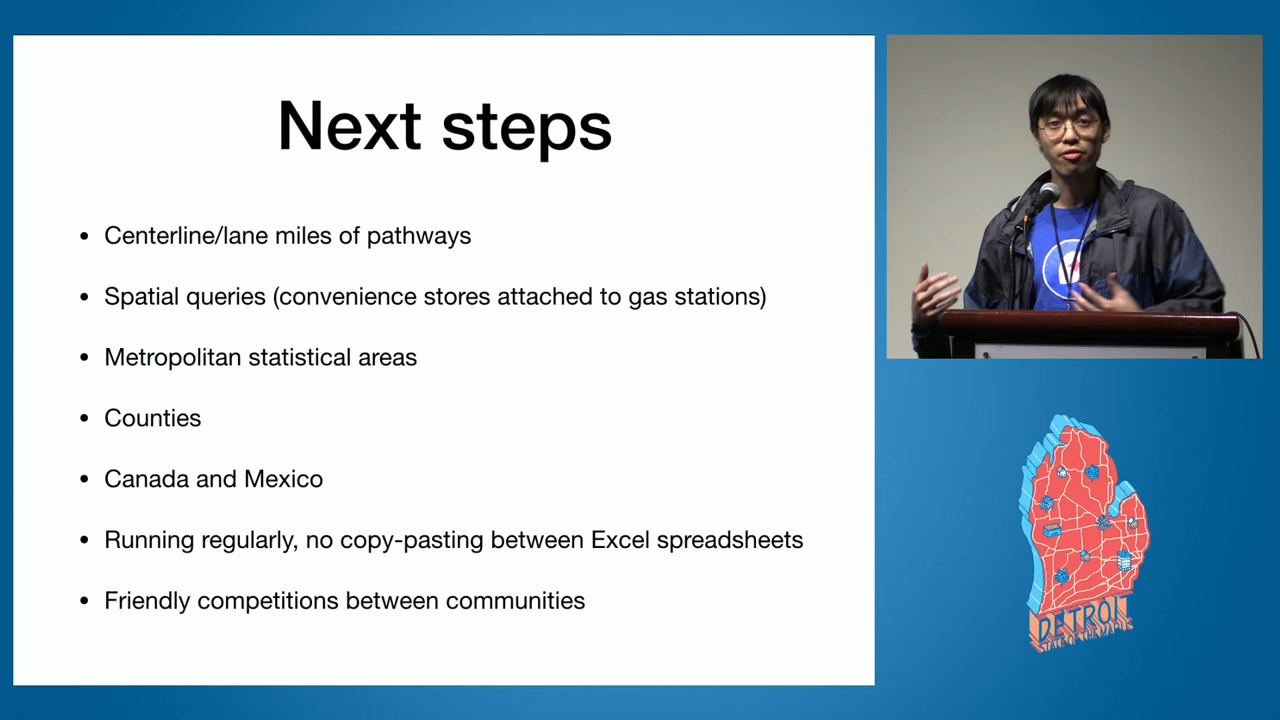 Next steps
• Centerline/lane miles of pathways
• Spatial queries (convenience stores attached to gas stations)
• Metropolitan statistical areas
• Counties
• Canada and Mexico
• Running regularly, no copy-pasting between Excel spreadsheets
• Friendly competitions between communities
DETROIT
STATE OF THE MAP US